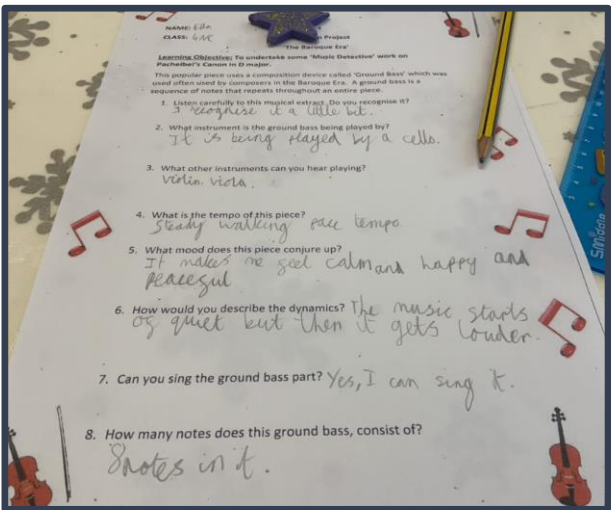 NAME: Ella
CLASS: 6NC
n Project
'The Baroque Era'
Learning Objective: To undertake some 'Music Detective' work on
Pachelbel's Canon in D major.
This popular piece uses a composition device called 'Ground Bass' which was
used often used by composers in the Baroque Era. A ground bass is a
sequence of notes that repeats throughout an entire piece.
1. Listen carefully to this musical extract. Do you recognise it?
I recognise it a little bit.
2. What instrument is the ground bass being played by?
It is being played by a cello.
3. What other instruments can you hear playing?
violin. viola.
4. What is the tempo of this piece?
steady walking pace tempo.
5. What mood does this piece conjure up?
It makes me feel calm and happy and
peaceful
6. How would you describe the dynamics? The music starts
of quiet but then it gets louder.
7. Can you sing the ground bass part? Yes, I can sing it.
8. How many notes does this ground bass, consist of?
8 notes in it.
Smiggle